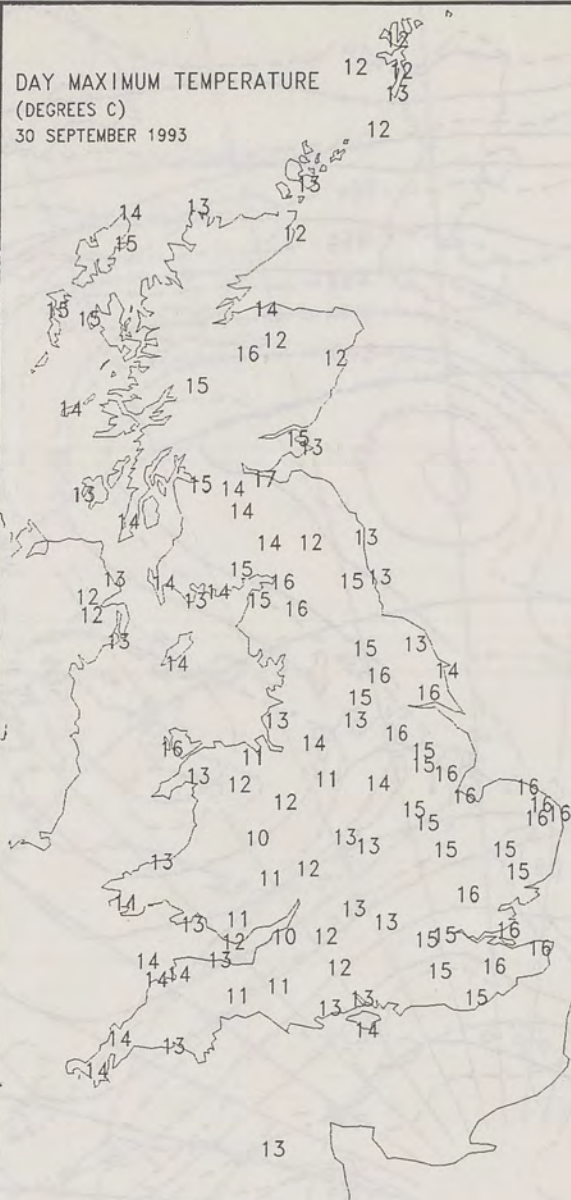 DAY MAXIMUM TEMPERATURE
(DEGREES C)
30 SEPTEMBER 1993
12
12 12
13
12
13
14 13
15 12
15 15 14
12
16 12
15
14
15
13
15 14 17
13
14 14
14 12 13
13 14 15 16 15 13
12 13 14 15
12 16
13
14 15 13
16 14
15 16
13 13
16 14 16
11 15
13 15
12 11 14 16
12 16 16
16 16
15 16
15
10 13 13
13 15 15
11 12 15
14 16
13 11 13 13
12 10 12 15 15 16
14 13 16
14 14 12 15 16
11 11 15
13 13
14
14 13
14
13